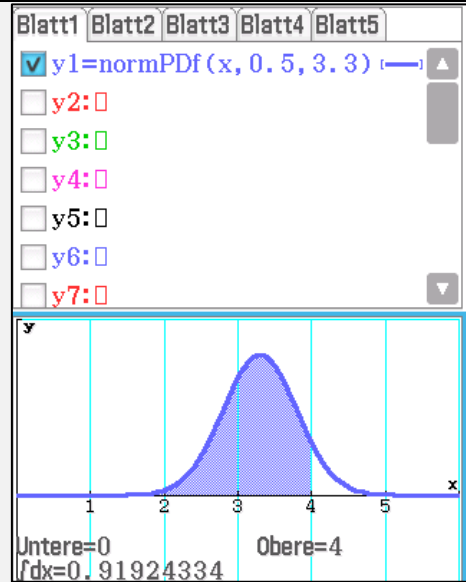 Blatt1 Blatt2 Blatt3 Blatt4 Blatt5
y1=normPDf(x,0.5,3.3)
y2:▯
y3:▯
y4:▯
y5:▯
y6:▯
y7:▯
y
x
1 2 3 4 5
Untere=0 Obere=4
∫dx=0.91924334